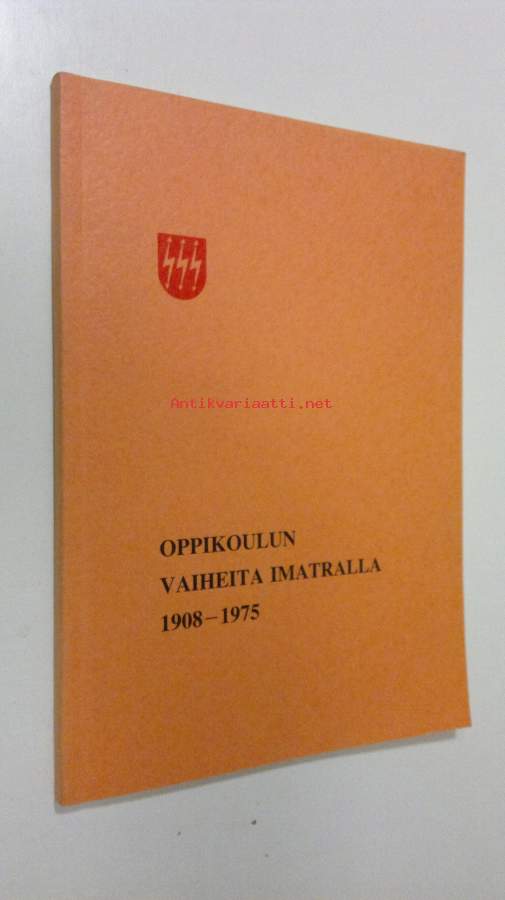 Antikvariaatti.net
OPPIKOULUN
VAIHEITA IMATRALLA
1908–1975